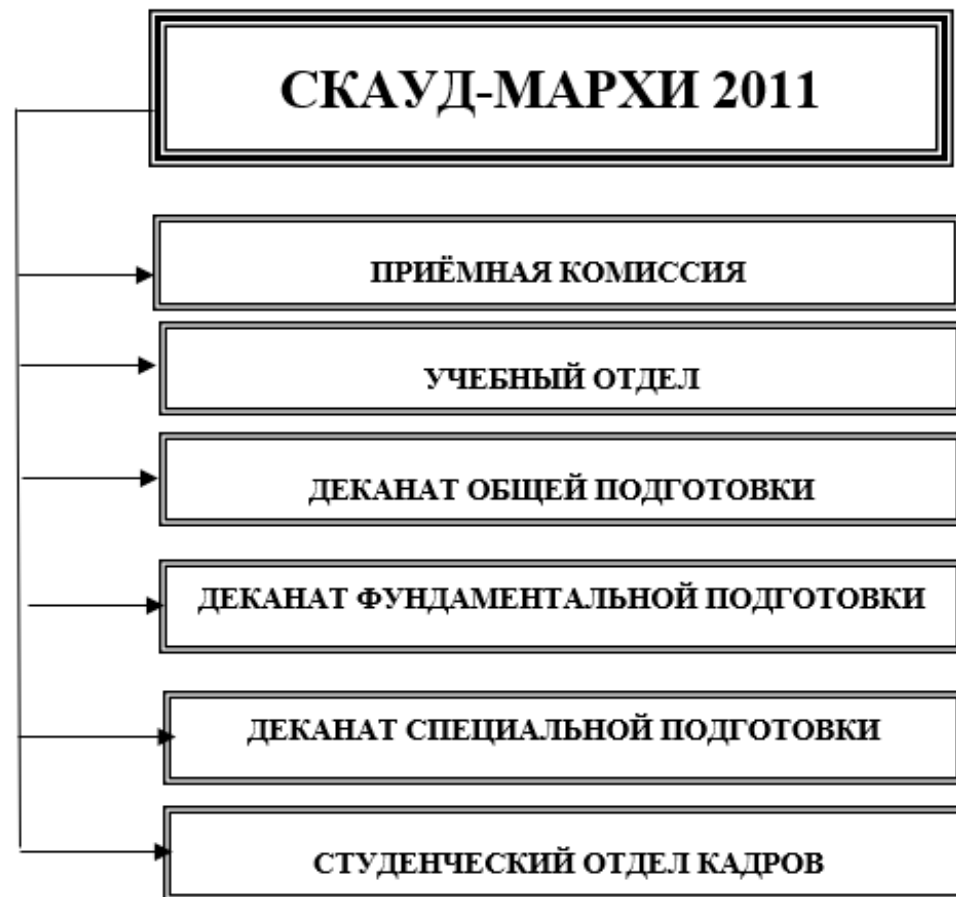 СКАУД-МАРХИ 2011
ПРИЁМНАЯ КОМИССИЯ
УЧЕБНЫЙ ОТДЕЛ
ДЕКАНАТ ОБЩЕЙ ПОДГОТОВКИ
ДЕКАНАТ ФУНДАМЕНТАЛЬНОЙ ПОДГОТОВКИ
ДЕКАНАТ СПЕЦИАЛЬНОЙ ПОДГОТОВКИ
СТУДЕНЧЕСКИЙ ОТДЕЛ КАДРОВ